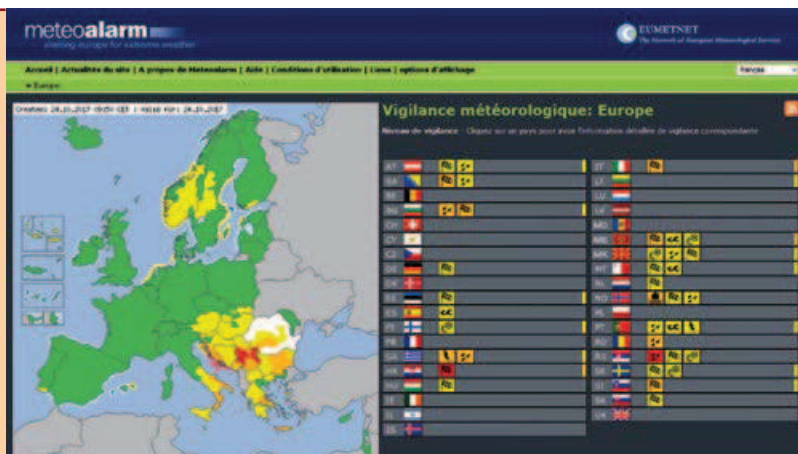 meteoalarm
alerting europe for extreme weather
EUMETNET
The Network of European Meteorological Services
Accueil | Actualités du site | A propos de Meteoalarm | Aide | Conditions d'utilisation | Liens | options d'affichage
français
Europe
Vigilance météorologique: Europe
Niveau de vigilance
Cliquez sur un pays pour avoir l'information détaillée de vigilance correspondante
AT
IT
BA
LT
BE
LU
BG
LV
CH
MD
CY
ME
CZ
MK
DE
MT
DK
NL
EE
NO
ES
PL
FI
PT
FR
RO
GR
RS
HR
SE
HU
SI
IE
SK
IL
UK
IS